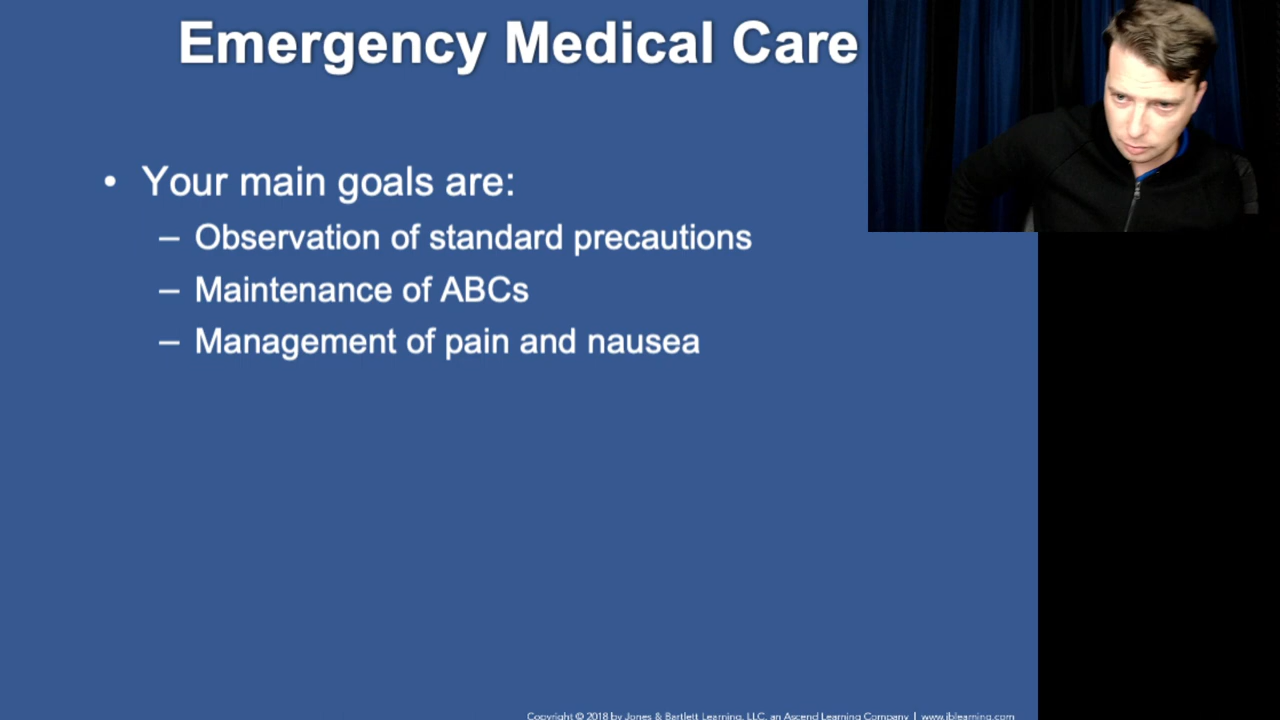 Emergency Medical Care
• Your main goals are:
– Observation of standard precautions
– Maintenance of ABCs
– Management of pain and nausea
Copyright © 2018 by Jones & Bartlett Learning, LLC, an Ascend Learning Company | www.jblearning.com